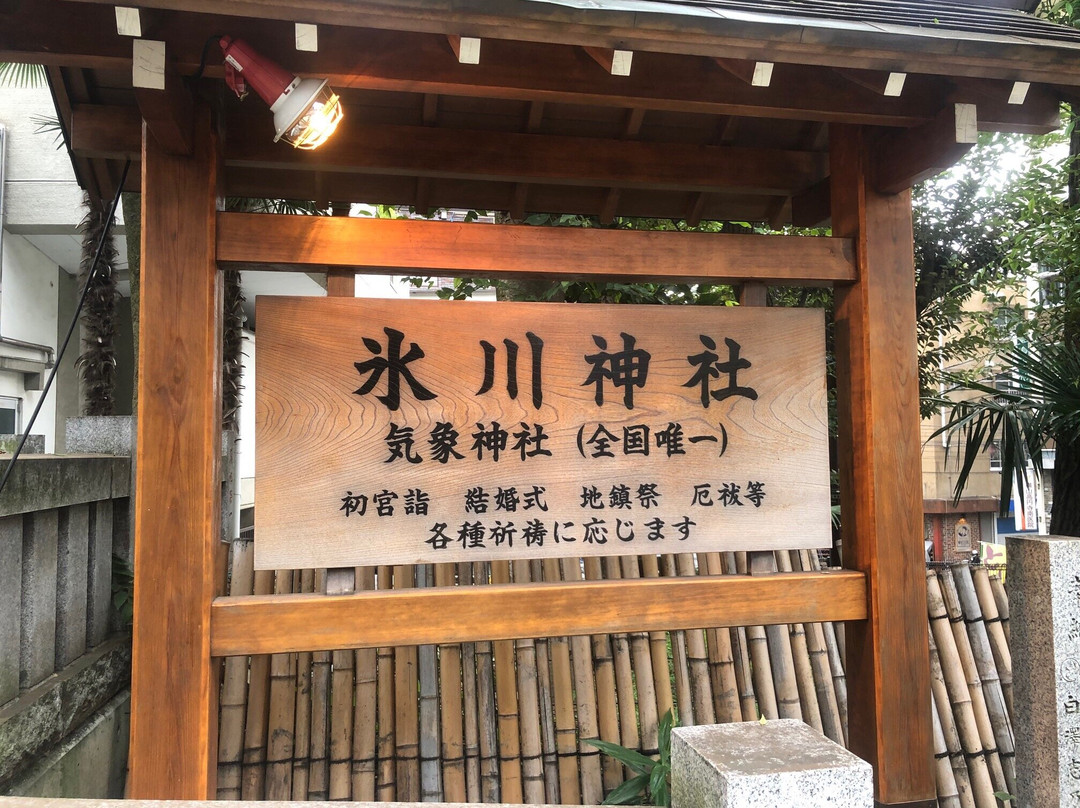 氷川神社
気象神社 (全国唯一)
初宮詣 結婚式 地鎮祭 厄祓等
各種祈祷に応じます